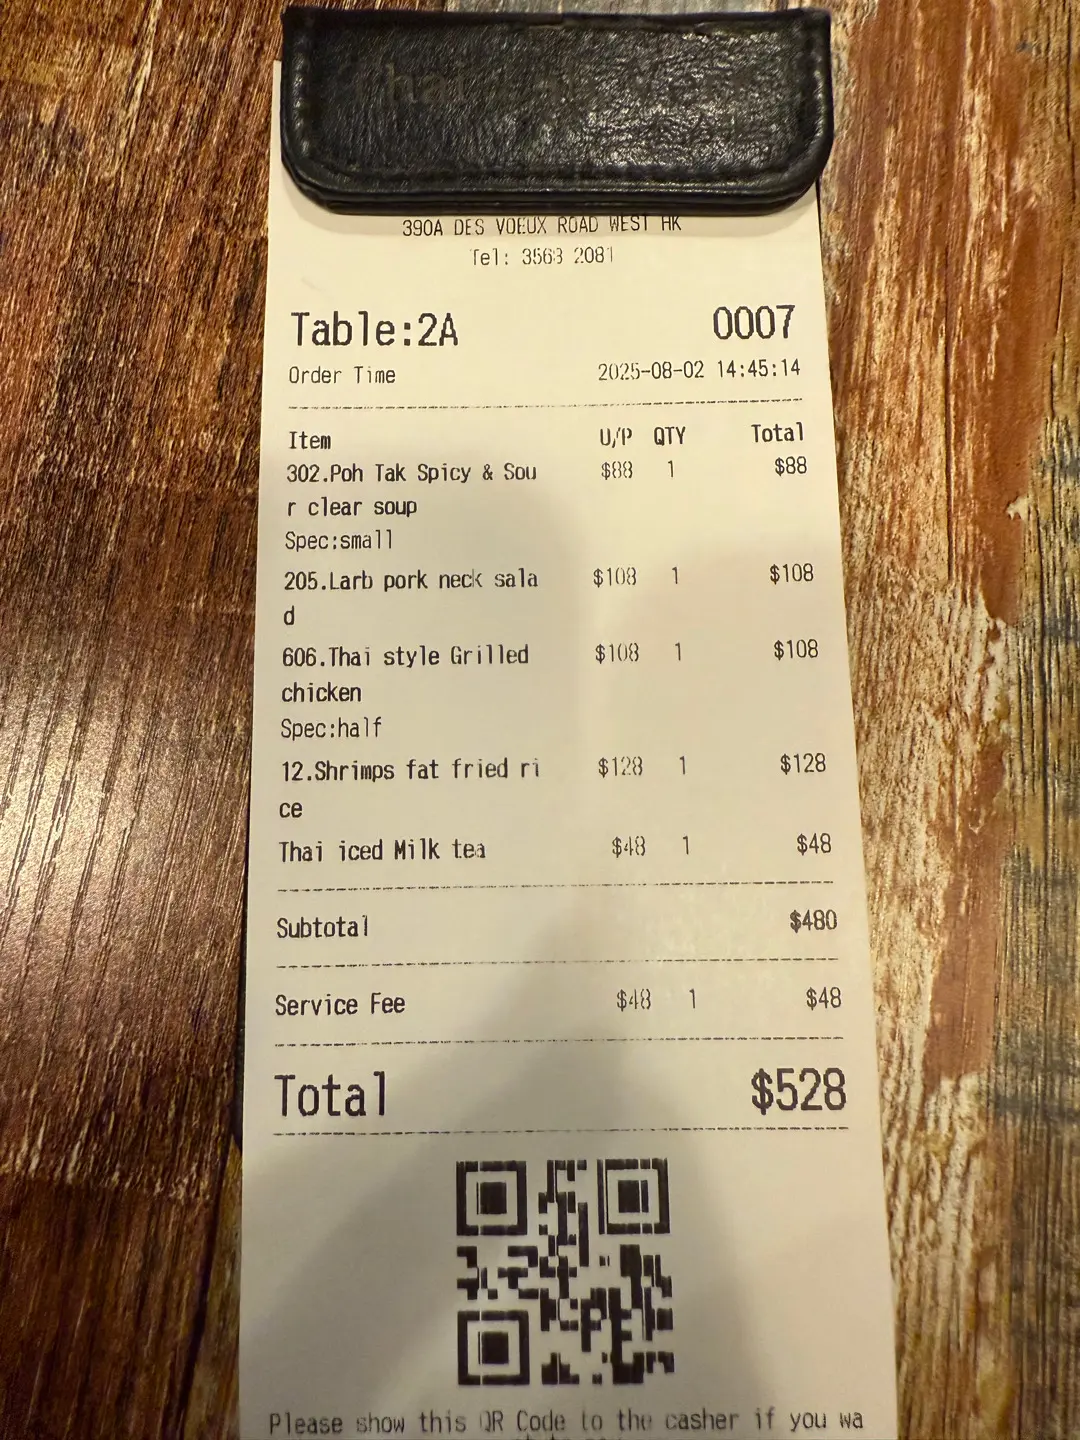 Thai
390A DES VOEUX ROAD WEST HK
Tel: 3563 2081
Table:2A 0007
Order Time 2025-08-02 14:45:14
Item U/P QTY Total
302.Poh Tak Spicy & Sou $88 1 $88
r clear soup
Spec:small
205.Larb pork neck sala $108 1 $108
d
606.Thai style Grilled $108 1 $108
chicken
Spec:half
12.Shrimps fat fried ri $128 1 $128
ce
Thai iced Milk tea $48 1 $48
Subtotal $480
Service Fee $48 1 $48
Total $528
Please show this QR Code to the casher if you wa